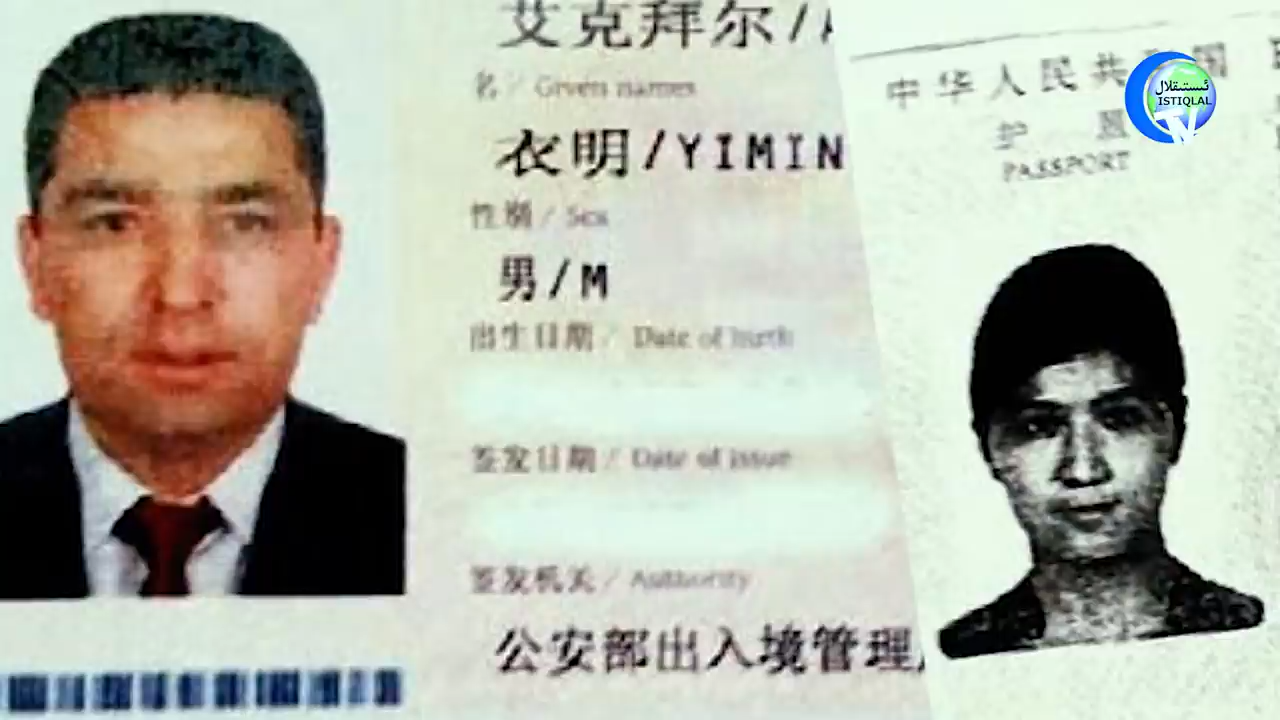 艾克拜尔/
名 / Given names
衣明/YIMIN
性别 / Sex
男/M
出生日期 / Date of birth
签发日期 / Date of issue
签发机关 / Authority
公安部出入境管理
中华人民共 国
护 照
PASSPORT
ئىستىقلال
ISTIQLAL
TV